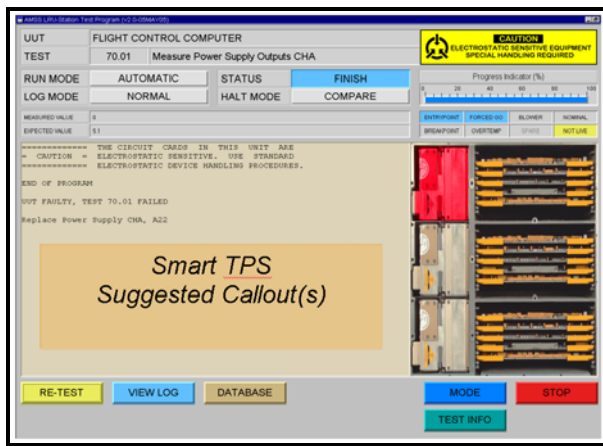 AMSS LRU-Station Test Program (v2.0-05MAY05)
UUT FLIGHT CONTROL COMPUTER
TEST 70.01 Measure Power Supply Outputs CHA
CAUTION
ELECTROSTATIC SENSITIVE EQUIPMENT
SPECIAL HANDLING REQUIRED
RUN MODE AUTOMATIC STATUS FINISH
LOG MODE NORMAL HALT MODE COMPARE
Progress Indicator (%)
0 20 40 60 80 100
MEASURED VALUE 0
EXPECTED VALUE 5.1
ENTRYPOINT FORCED GO BLOWER NOMINAL
BREAKPOINT OVERTEMP SPARE NOT LIVE
============ THE CIRCUIT CARDS IN THIS UNIT ARE
= CAUTION = ELECTROSTATIC SENSITIVE. USE STANDARD
============ ELECTROSTATIC DEVICE HANDLING PROCEDURES.
END OF PROGRAM
UUT FAULTY, TEST 70.01 FAILED
Replace Power Supply CHA, A22
Smart TPS
Suggested Callout(s)
RE-TEST VIEW LOG DATABASE MODE STOP
TEST INFO